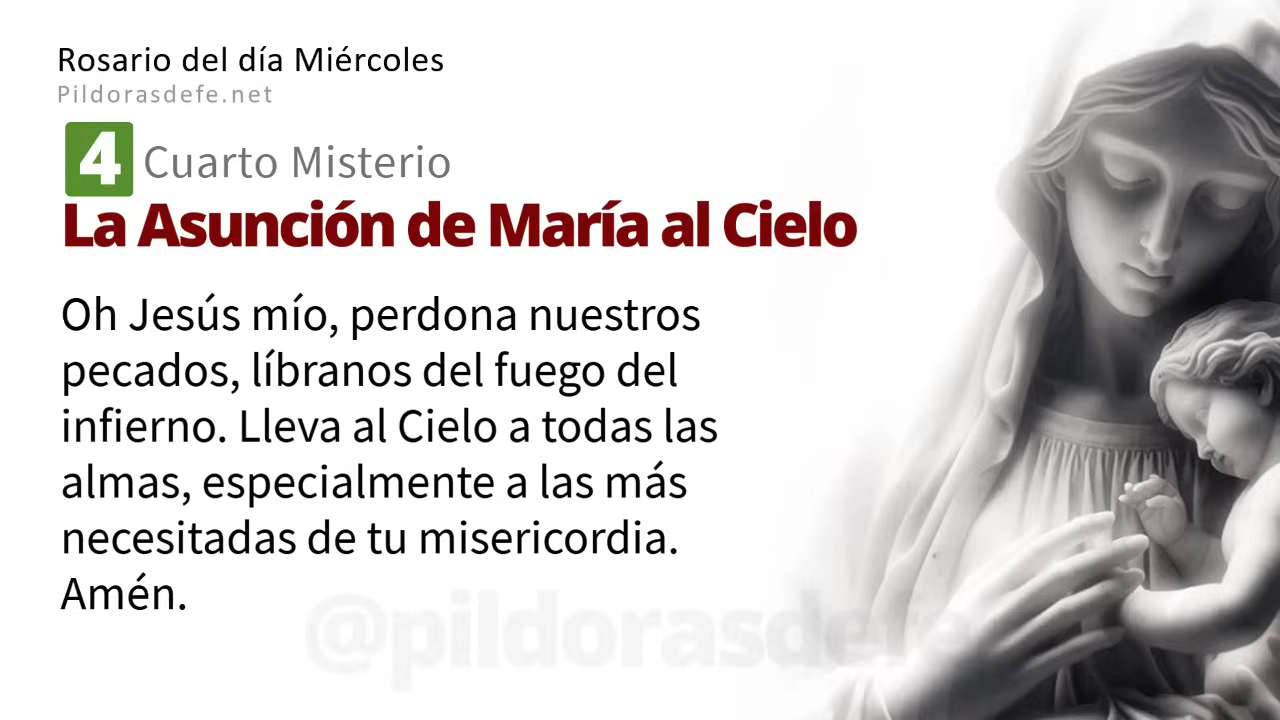 Rosario del día Miércoles
Pildorasdefe.net
4 Cuarto Misterio
La Asunción de María al Cielo
Oh Jesús mío, perdona nuestros
pecados, líbranos del fuego del
infierno. Lleva al Cielo a todas las
almas, especialmente a las más
necesitadas de tu misericordia.
Amén.
@pildorasdefe